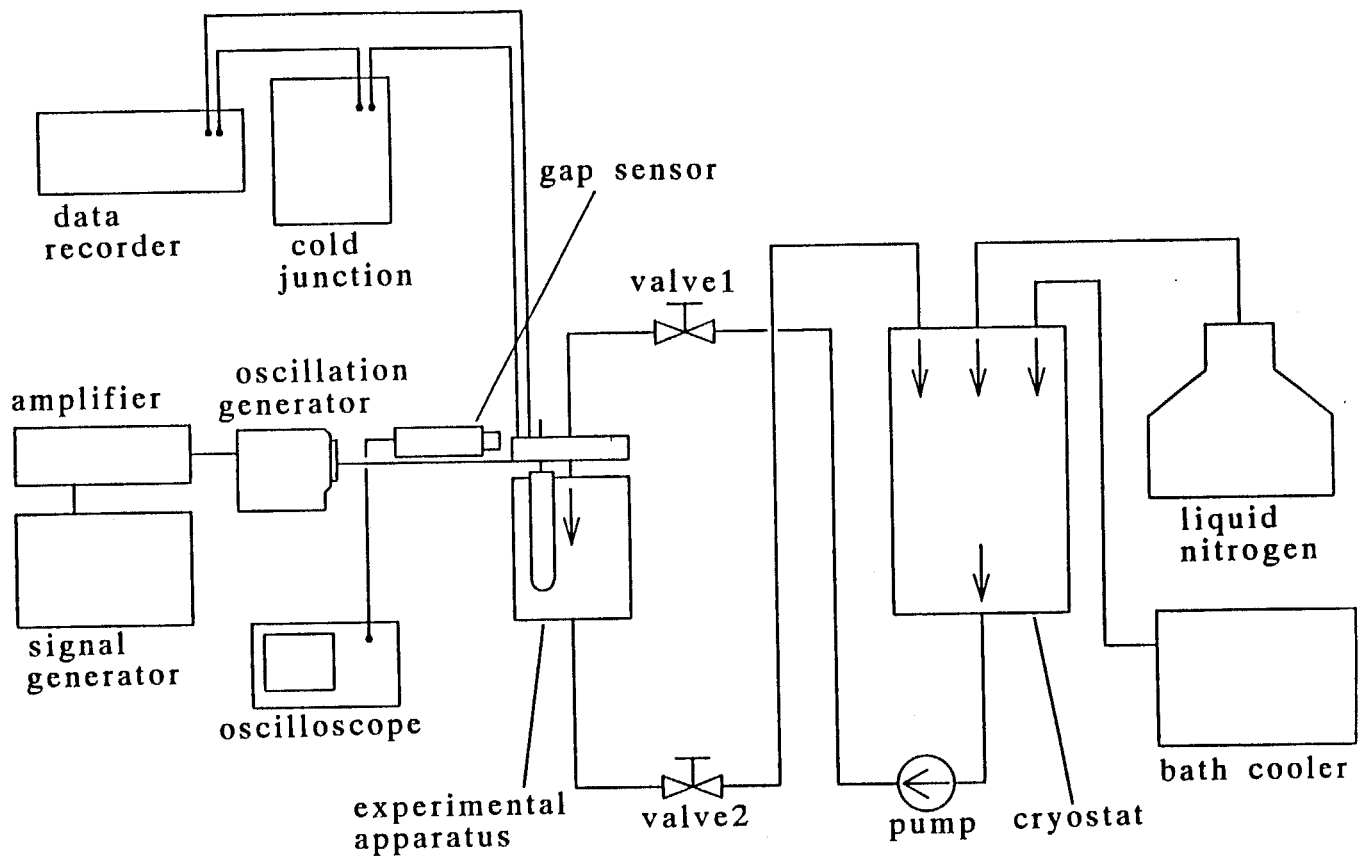 data
recorder
cold
junction
gap sensor
valve1
oscillation
generator
amplifier
signal
generator
oscilloscope
experimental
apparatus
valve2
pump
cryostat
liquid
nitrogen
bath cooler